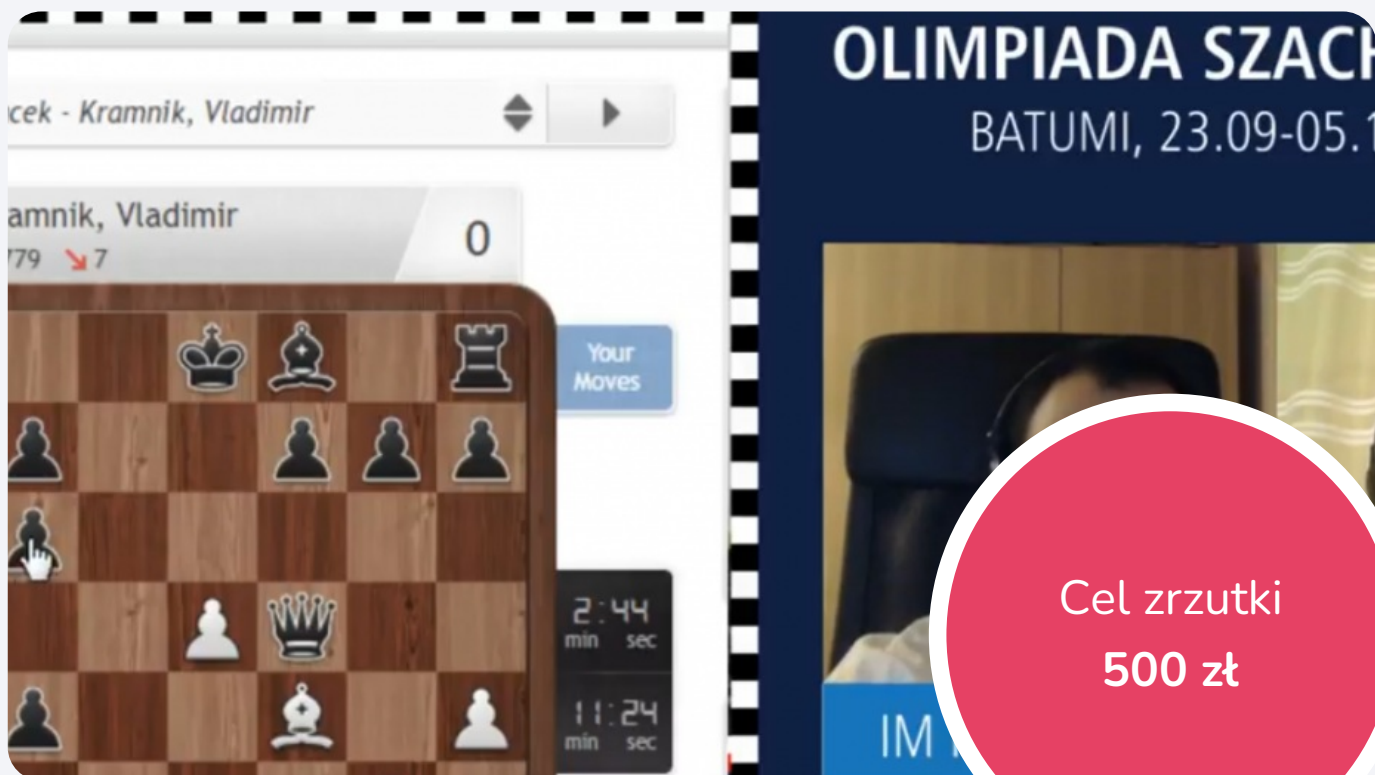 cek - Kramnik, Vladimir
amnik, Vladimir
0
79 7
Your
Moves
2:44
min sec
11:24
min sec
OLIMPIADA SZACH
BATUMI, 23.09-05.1
IM
Cel zrzutki
500 zł